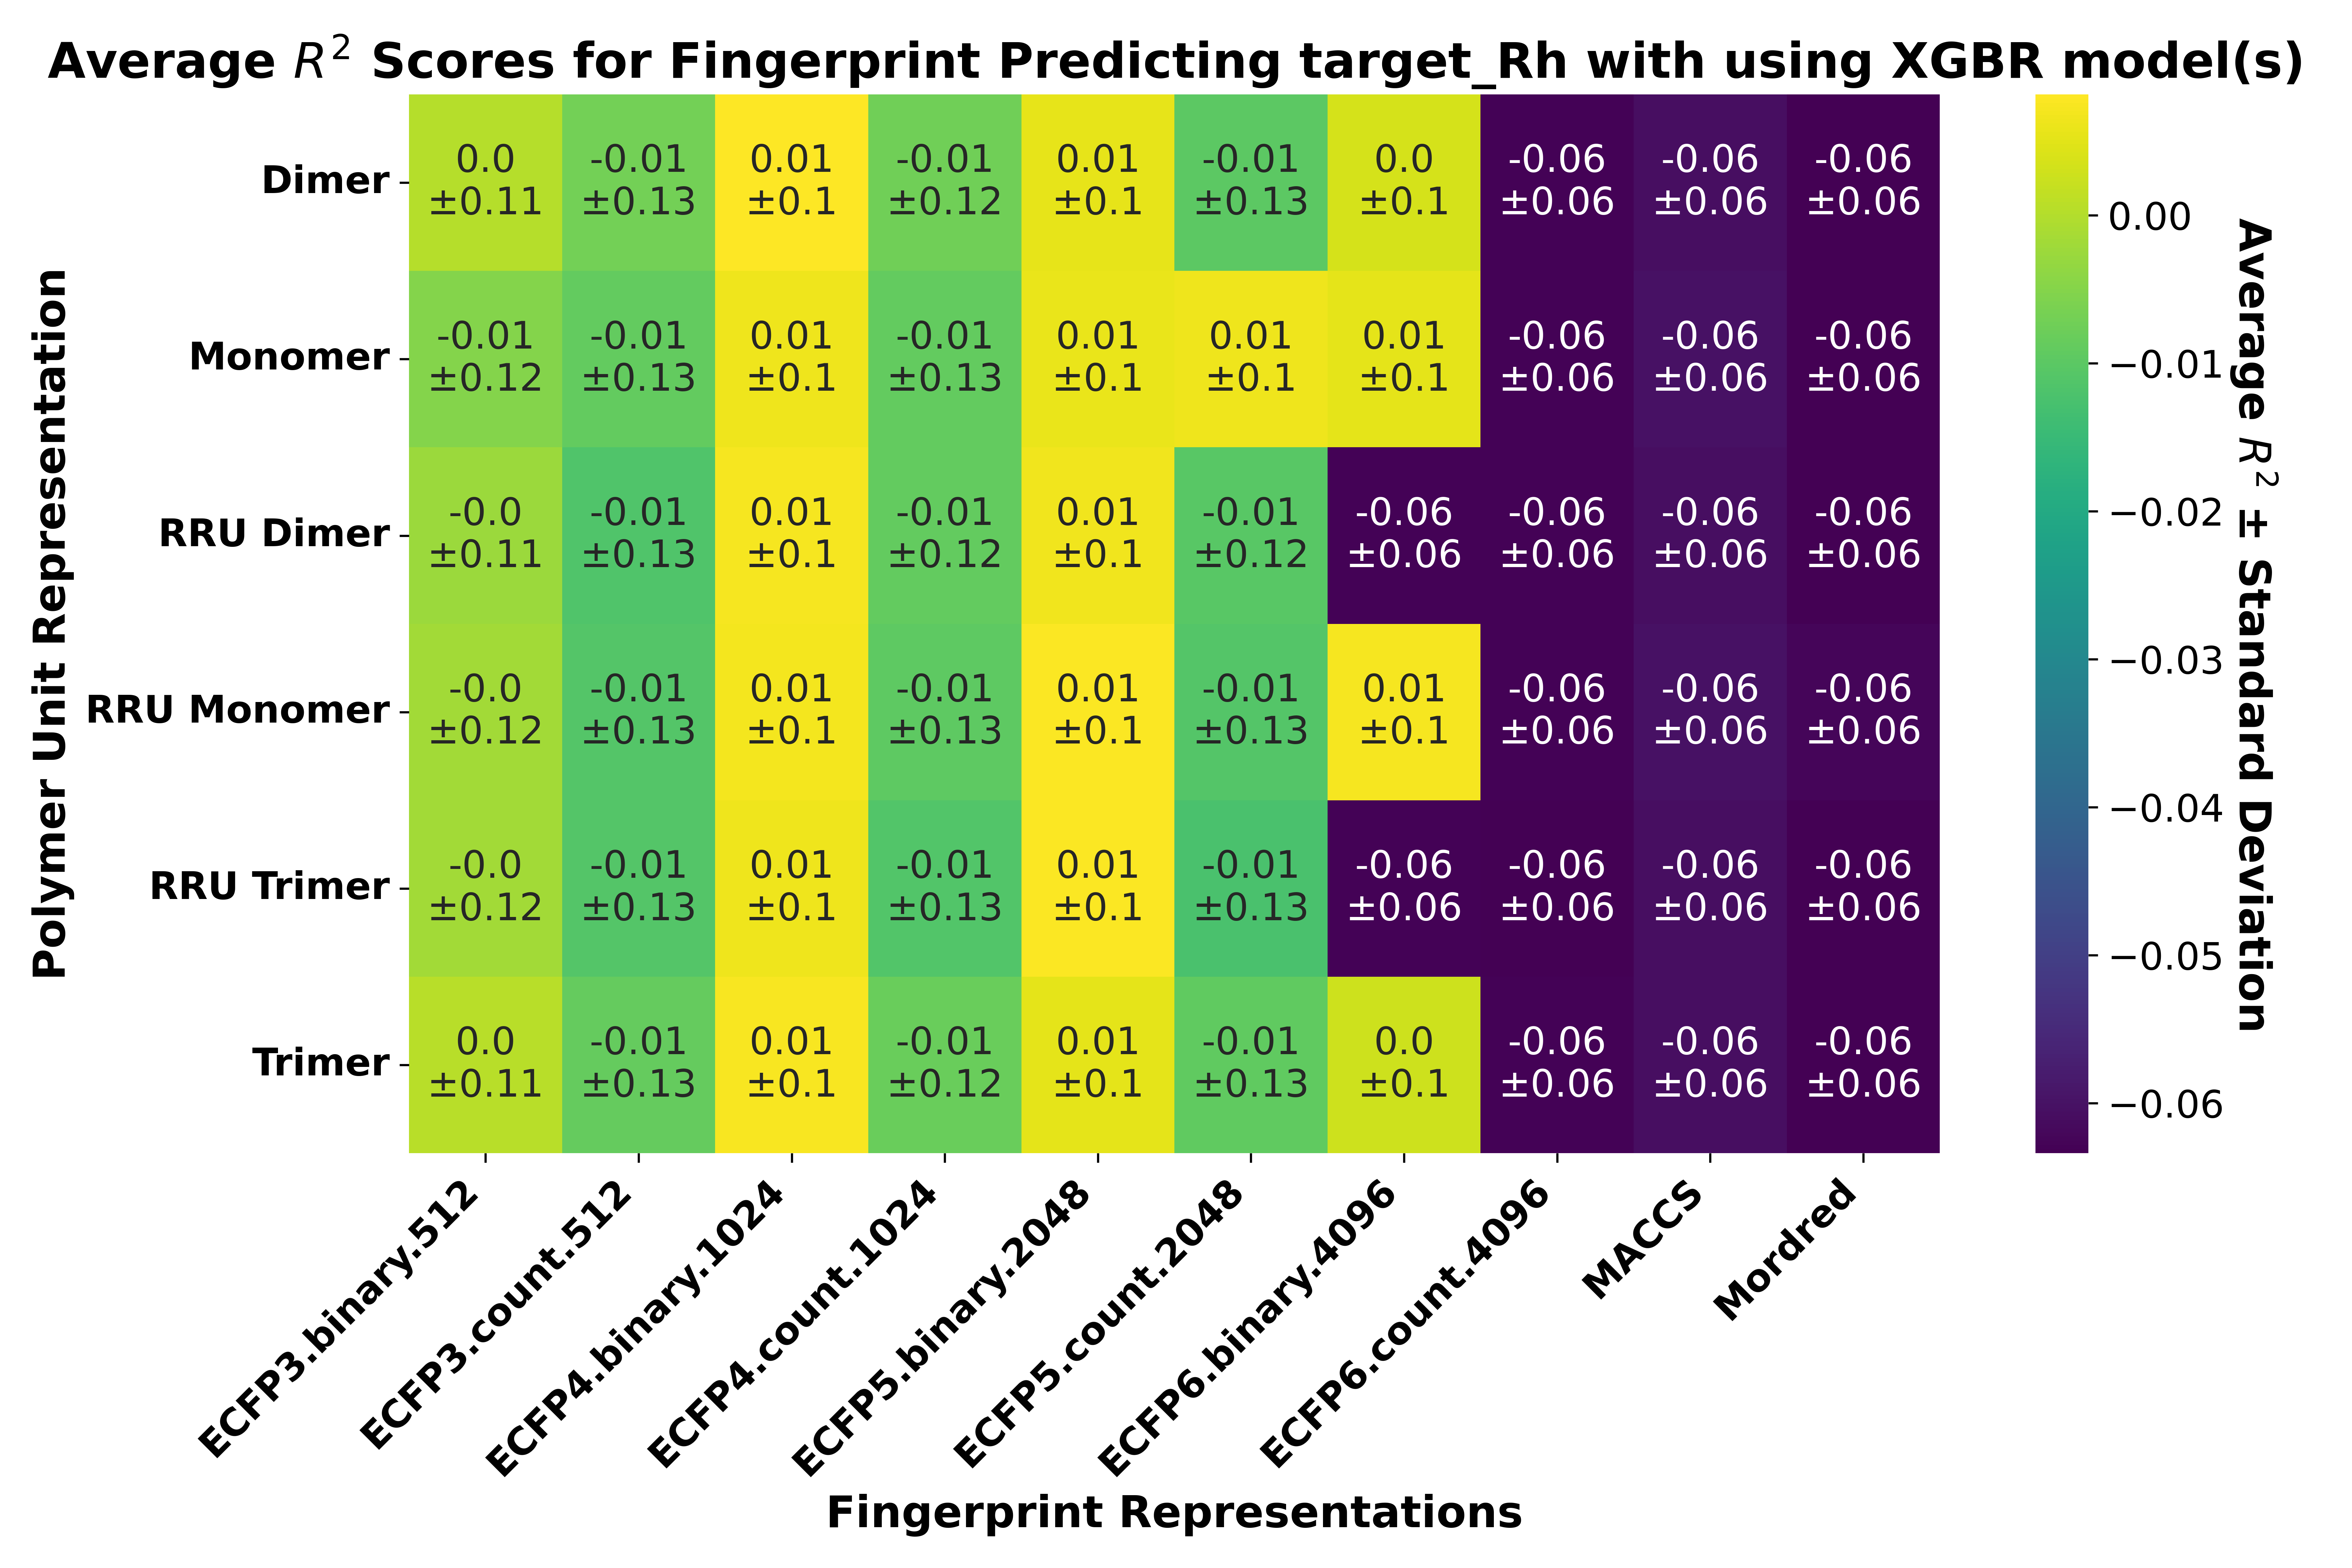 Average R² Scores for Fingerprint Predicting target_Rh with using XGBR model(s)
Polymer Unit Representation
Dimer
0.0 -0.01 0.01 -0.01 0.01 -0.01 0.0 -0.06 -0.06 -0.06
±0.11 ±0.13 ±0.1 ±0.12 ±0.1 ±0.13 ±0.1 ±0.06 ±0.06 ±0.06
Monomer
-0.01 -0.01 0.01 -0.01 0.01 0.01 0.01 -0.06 -0.06 -0.06
±0.12 ±0.13 ±0.1 ±0.13 ±0.1 ±0.1 ±0.1 ±0.06 ±0.06 ±0.06
RRU Dimer
-0.0 -0.01 0.01 -0.01 0.01 -0.01 -0.06 -0.06 -0.06 -0.06
±0.11 ±0.13 ±0.1 ±0.12 ±0.1 ±0.12 ±0.06 ±0.06 ±0.06 ±0.06
RRU Monomer
-0.0 -0.01 0.01 -0.01 0.01 -0.01 0.01 -0.06 -0.06 -0.06
±0.12 ±0.13 ±0.1 ±0.13 ±0.1 ±0.13 ±0.1 ±0.06 ±0.06 ±0.06
RRU Trimer
-0.0 -0.01 0.01 -0.01 0.01 -0.01 -0.06 -0.06 -0.06 -0.06
±0.12 ±0.13 ±0.1 ±0.13 ±0.1 ±0.13 ±0.06 ±0.06 ±0.06 ±0.06
Trimer
0.0 -0.01 0.01 -0.01 0.01 -0.01 0.0 -0.06 -0.06 -0.06
±0.11 ±0.13 ±0.1 ±0.12 ±0.1 ±0.13 ±0.1 ±0.06 ±0.06 ±0.06
ECFP3.binary.512
ECFP3.count.512
ECFP4.binary.1024
ECFP4.count.1024
ECFP5.binary.2048
ECFP5.count.2048
ECFP6.binary.4096
ECFP6.count.4096
MACCS
Mordred
Fingerprint Representations
0.00
−0.01
−0.02
−0.03
−0.04
−0.05
−0.06
Average R² ± Standard Deviation